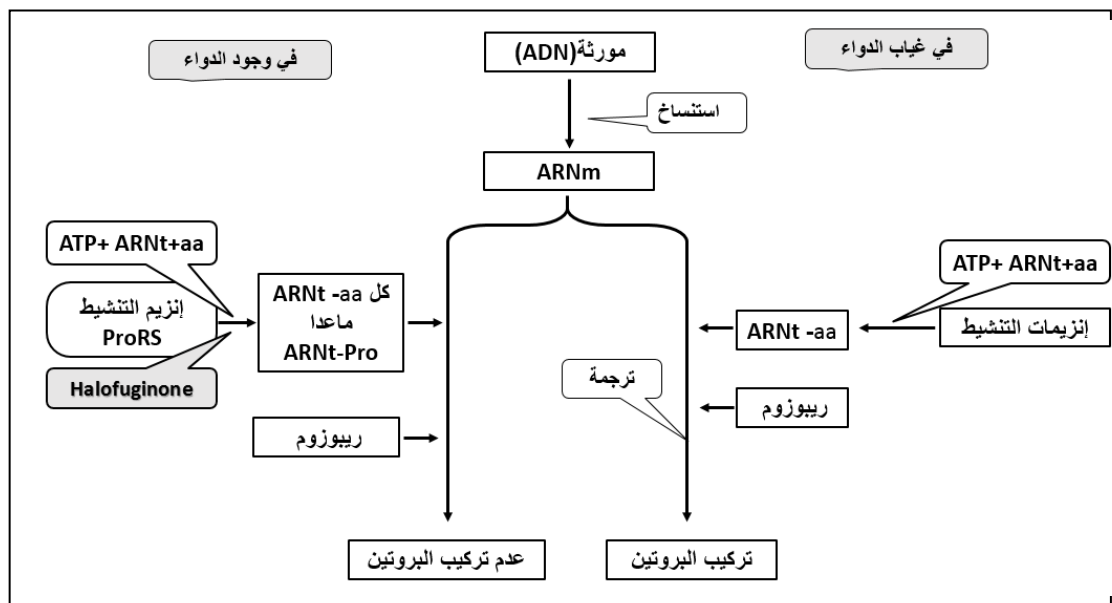 في غياب الدواء
مورثة(ADN)
في وجود الدواء
استنساخ
ARNm
ATP+ ARNt+aa
إنزيمات التنشيط
ARNt -aa
ريبوزوم
ترجمة
تركيب البروتين
ATP+ ARNt+aa
إنزيم التنشيط
ProRS
Halofuginone
كل ARNt -aa
ماعدا
ARNt-Pro
ريبوزوم
عدم تركيب البروتين